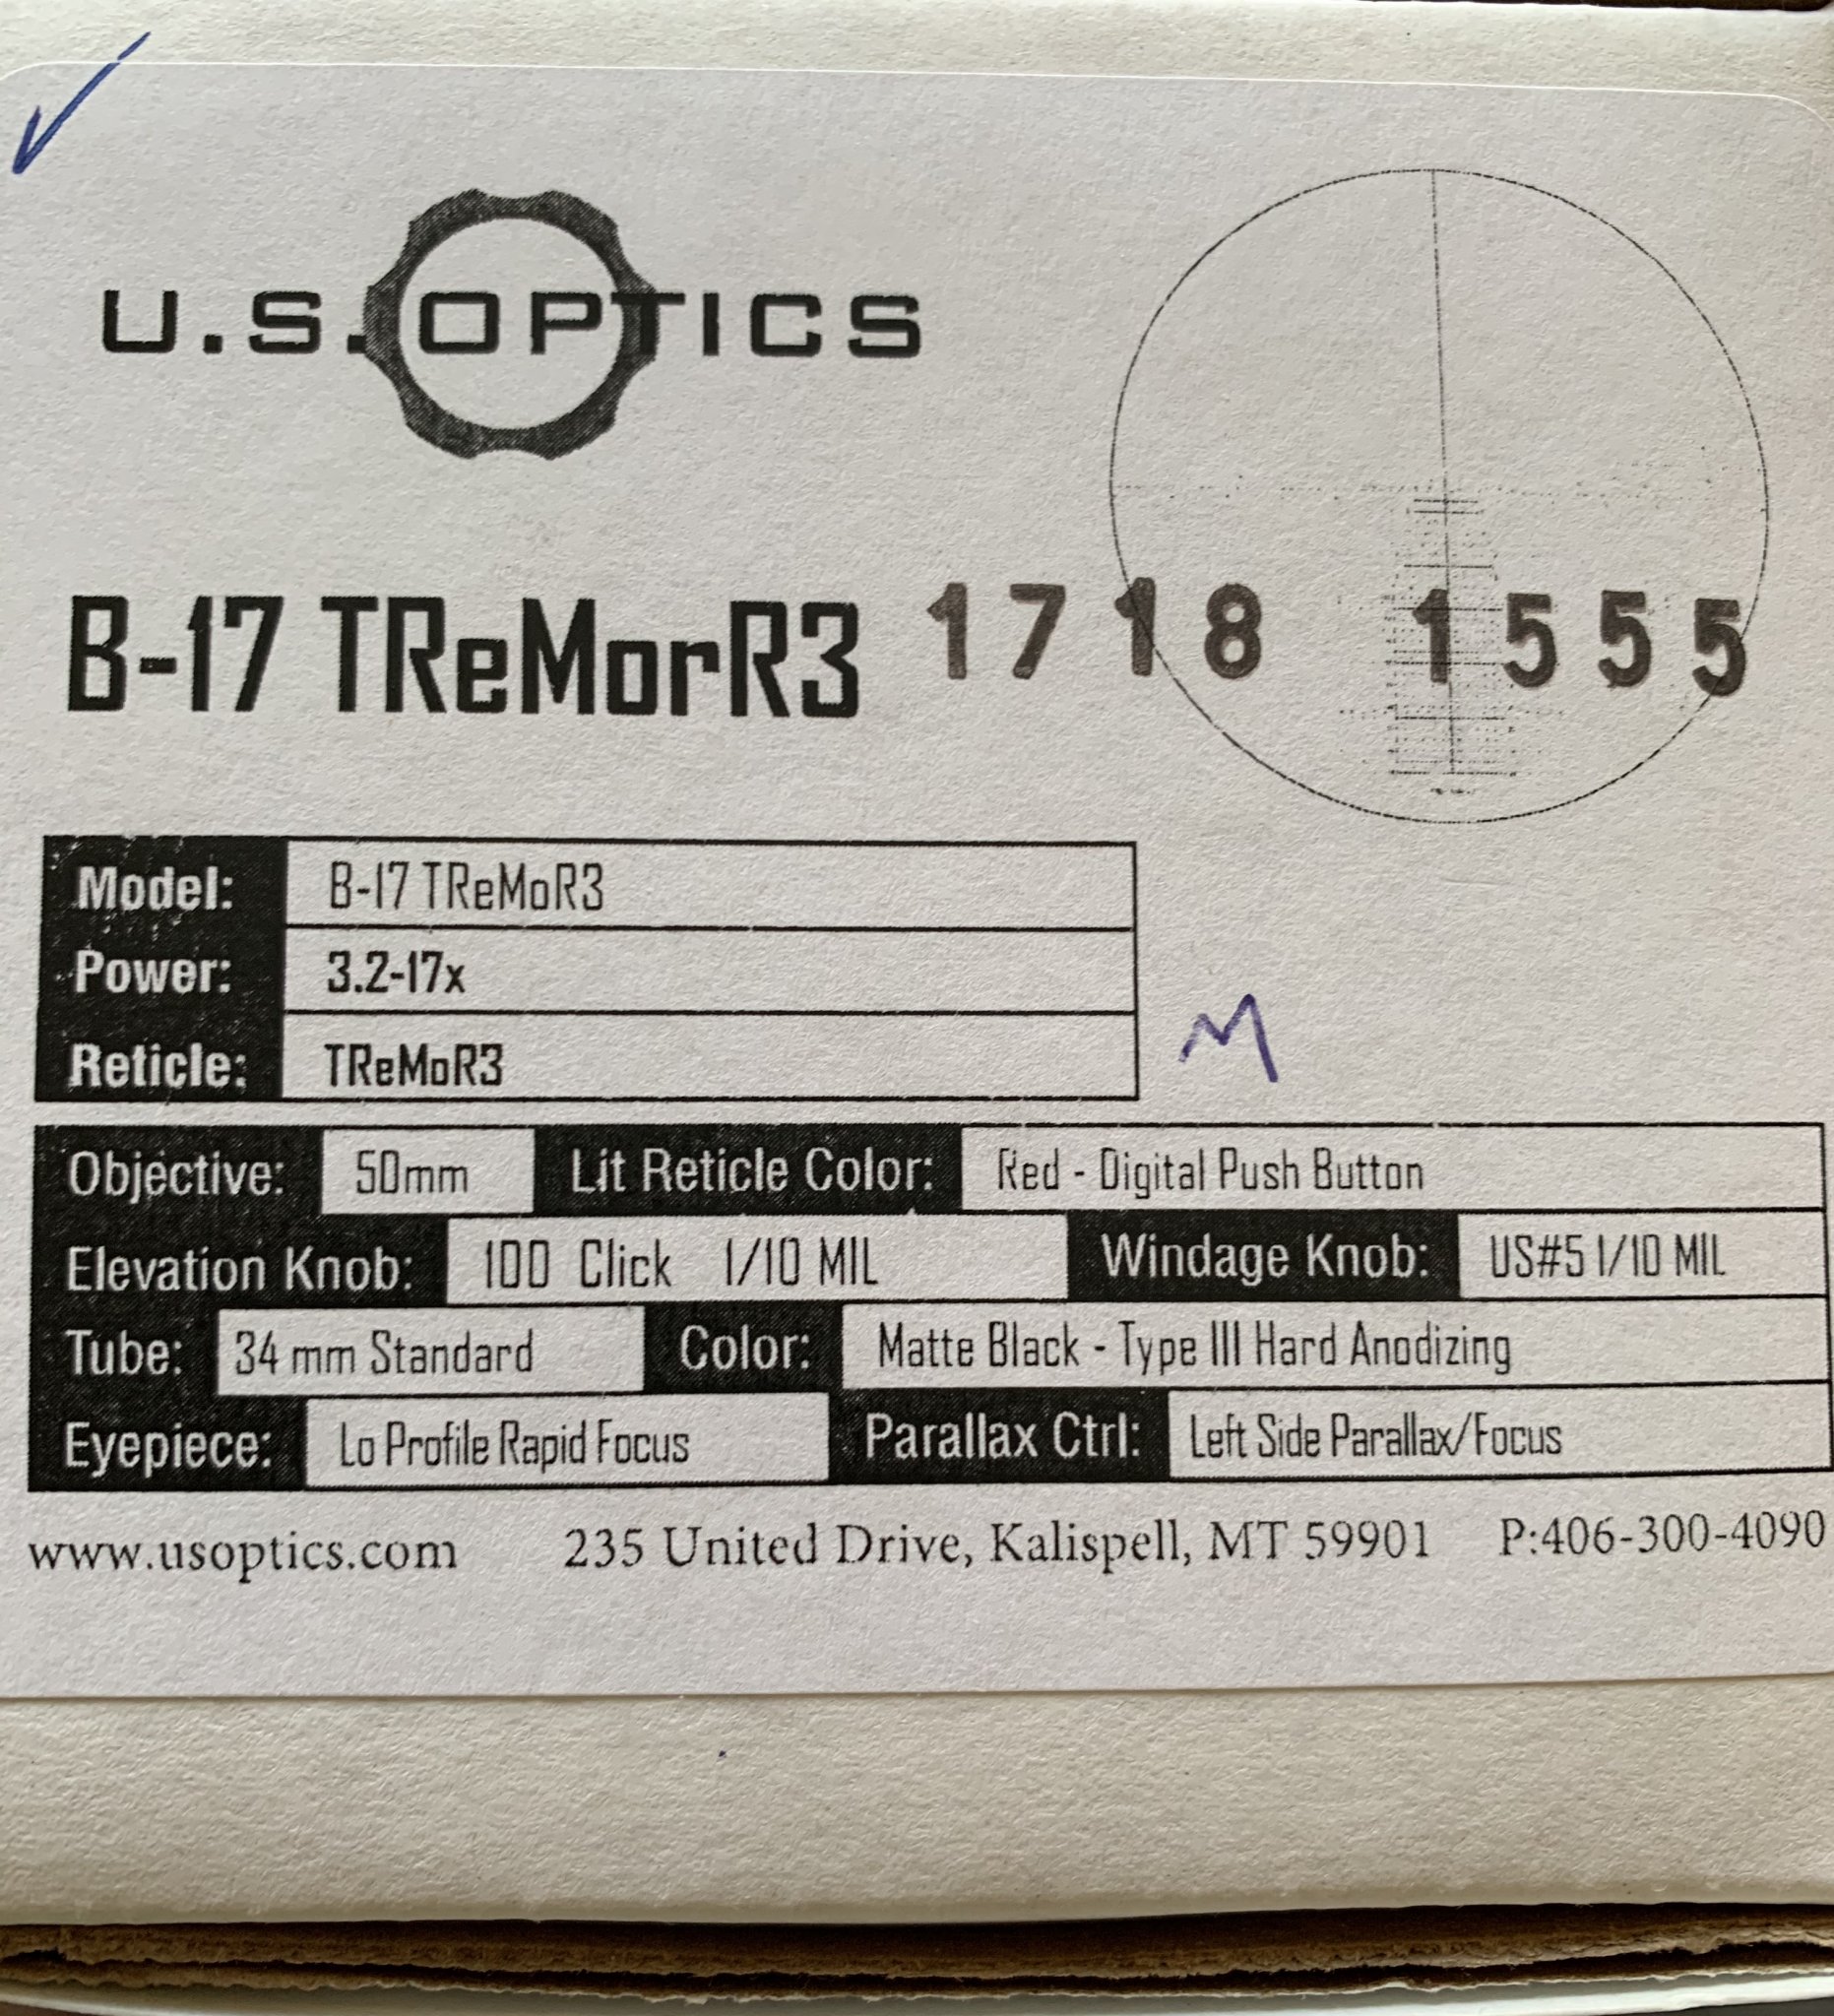 U.S. OPTICS
B-17 TReMorR3 1718 1555
Model: B-17 TReMoR3
Power: 3.2-17x
Reticle: TReMoR3
M
Objective: 50mm Lit Reticle Color: Red - Digital Push Button
Elevation Knob: 100 Click 1/10 MIL Windage Knob: US#5 1/10 MIL
Tube: 34 mm Standard Color: Matte Black - Type III Hard Anodizing
Eyepiece: Lo Profile Rapid Focus Parallax Ctrl: Left Side Parallax/Focus
www.usoptics.com 235 United Drive, Kalispell, MT 59901 P:406-300-4090